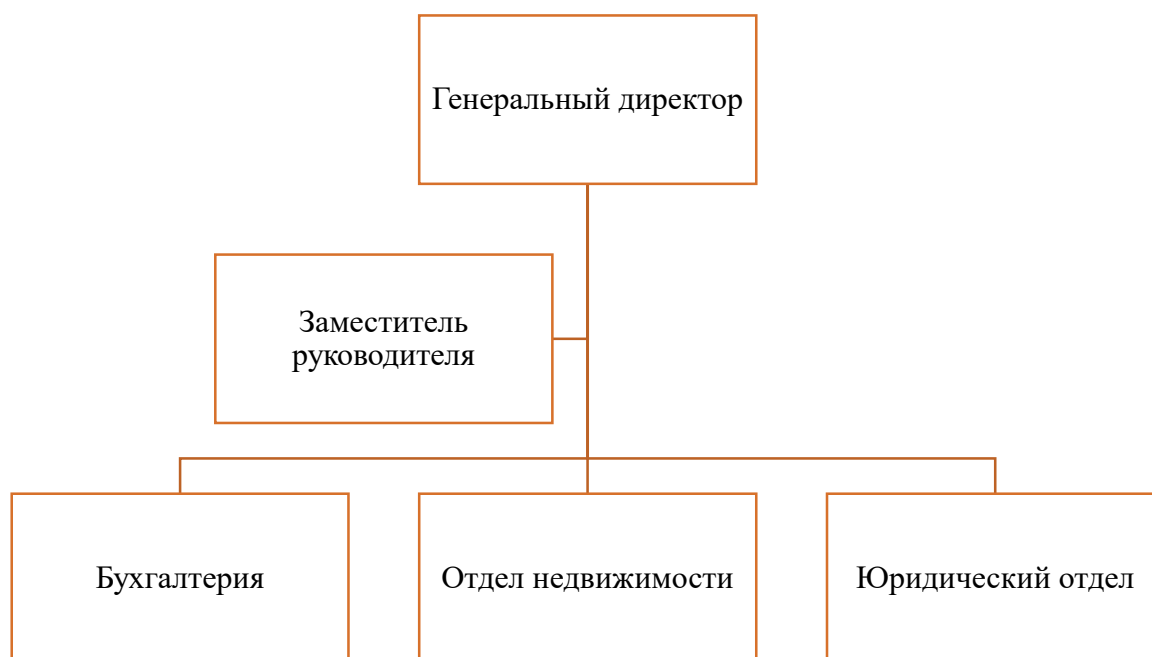 Генеральный директор
Заместитель
руководителя
Бухгалтерия
Отдел недвижимости
Юридический отдел